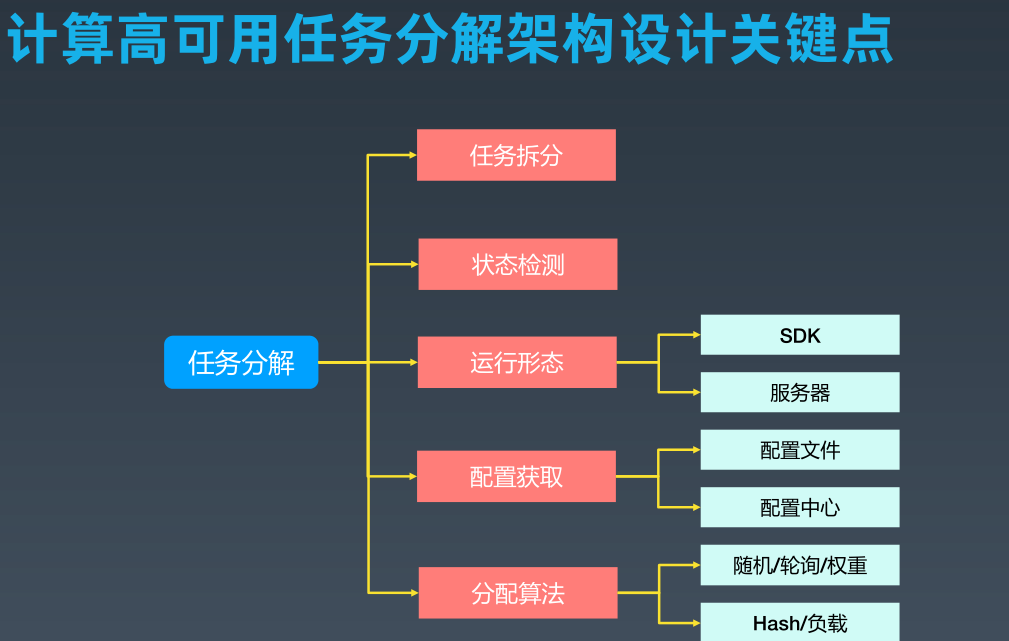 计算高可用任务分解架构设计关键点
任务拆分
状态检测
任务分解
运行形态
SDK
服务器
配置获取
配置文件
配置中心
分配算法
随机/轮询/权重
Hash/负载